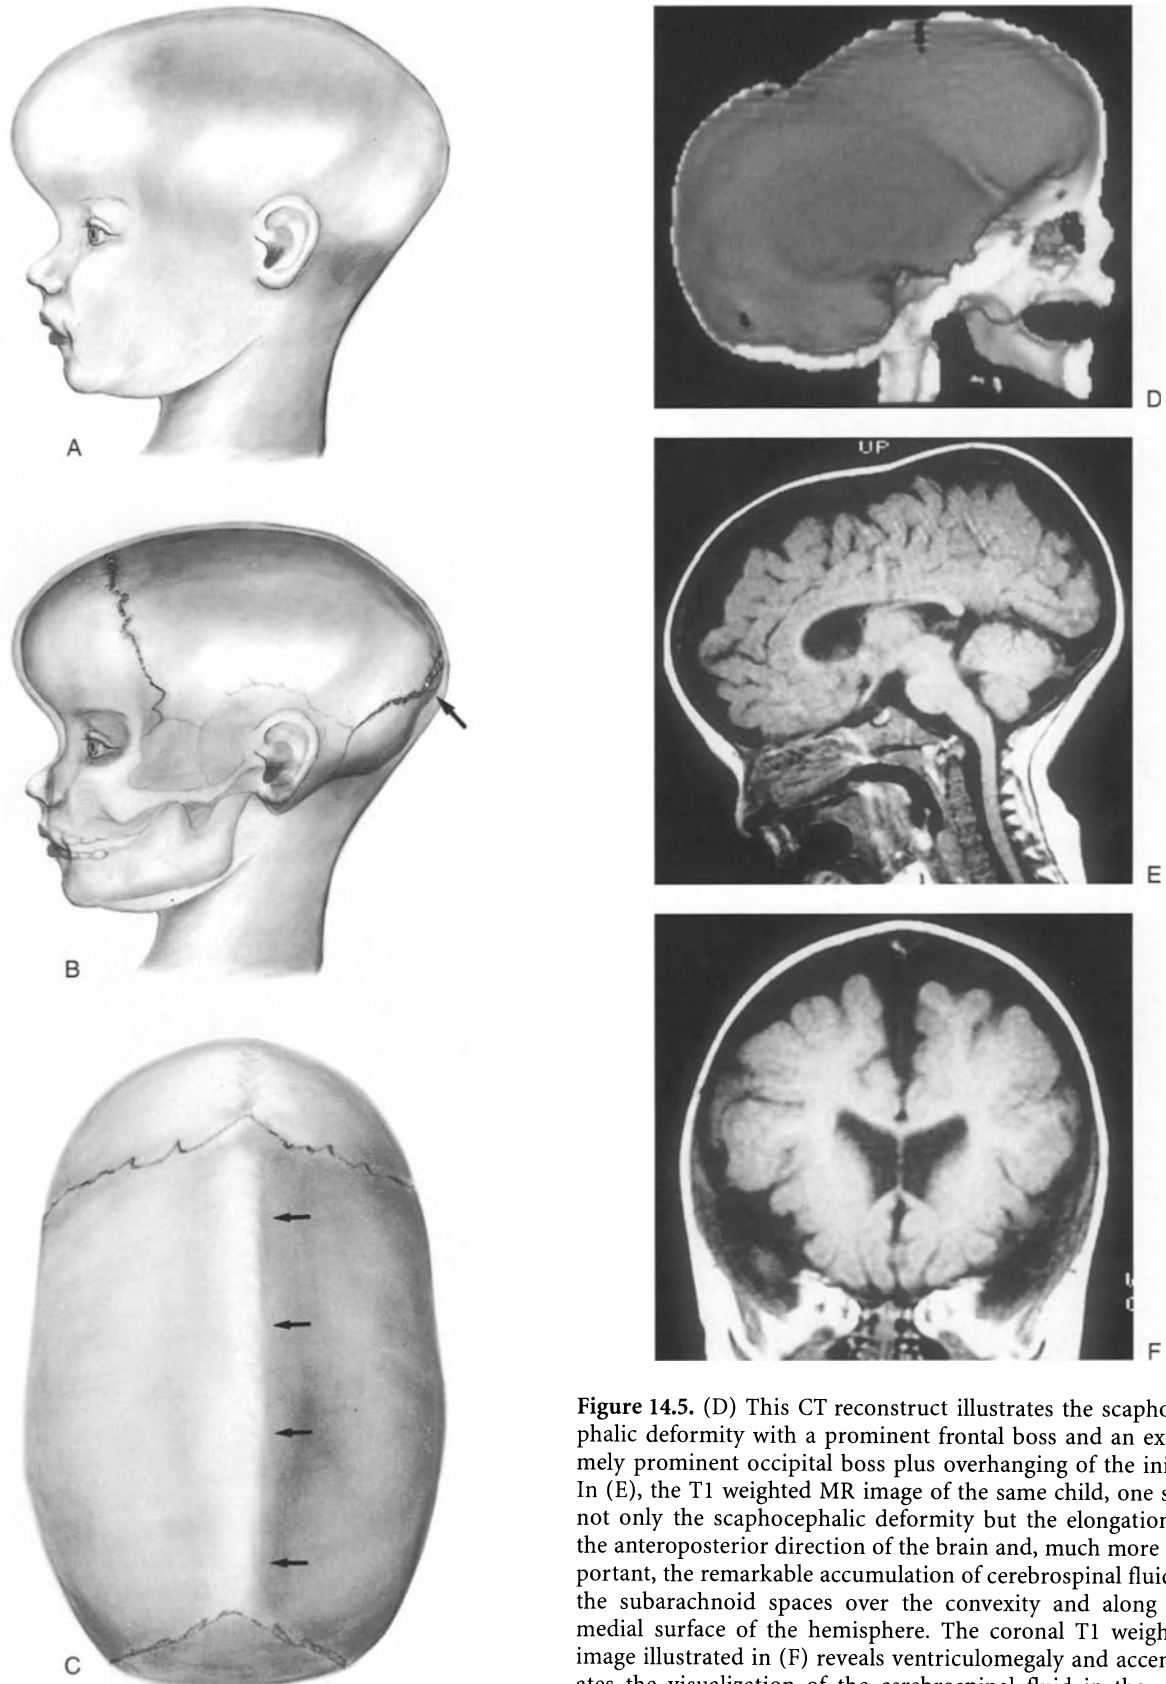 A
B
C
D
UP
E
F
Figure 14.5. (D) This CT reconstruct illustrates the scapho
phalic deformity with a prominent frontal boss and an ex
mely prominent occipital boss plus overhanging of the ini
In (E), the T1 weighted MR image of the same child, one s
not only the scaphocephalic deformity but the elongation
the anteroposterior direction of the brain and, much more
portant, the remarkable accumulation of cerebrospinal fluid
the subarachnoid spaces over the convexity and along
medial surface of the hemisphere. The coronal T1 weigh
image illustrated in (F) reveals ventriculomegaly and accen